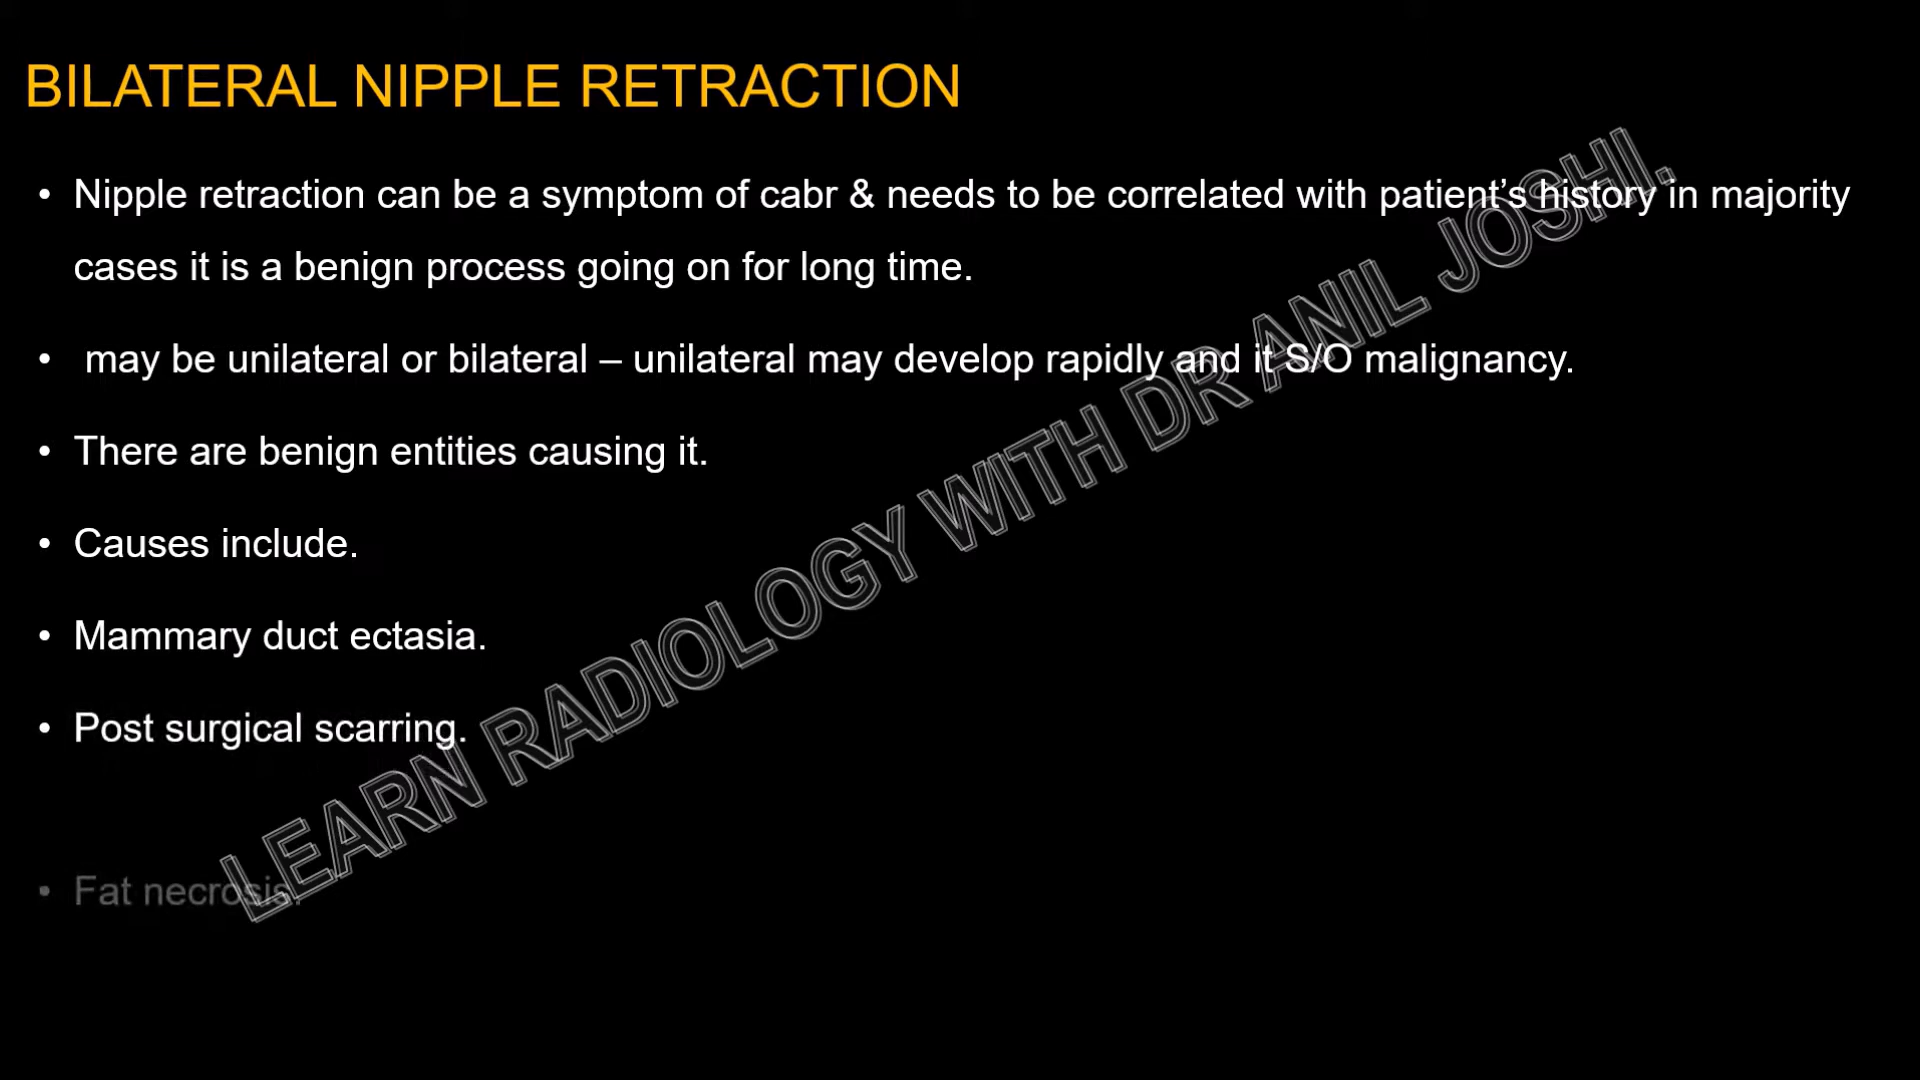 BILATERAL NIPPLE RETRACTION
• Nipple retraction can be a symptom of cabr & needs to be correlated with patient’s history in majority
cases it is a benign process going on for long time.
• may be unilateral or bilateral – unilateral may develop rapidly and it S/O malignancy.
• There are benign entities causing it.
• Causes include.
• Mammary duct ectasia.
• Post surgical scarring.
• Fat necrosis.
LEARN RADIOLOGY WITH DR ANIL JOSHI.